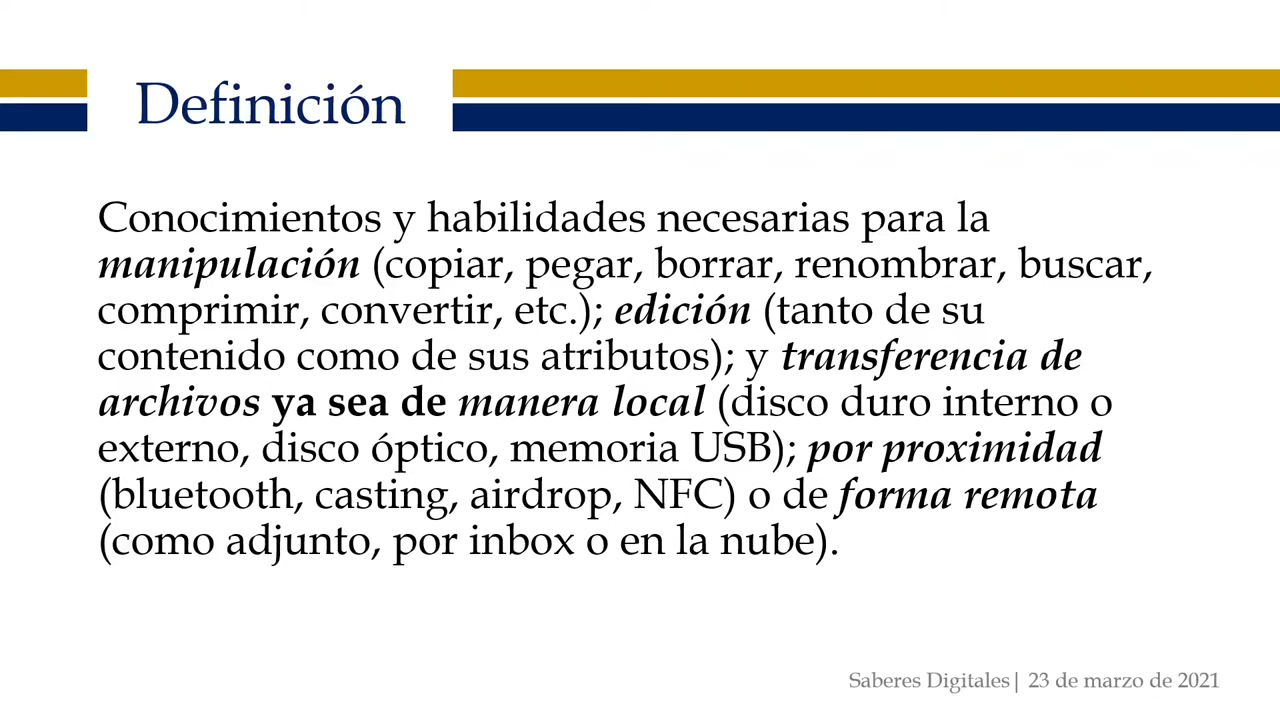 Definición
Conocimientos y habilidades necesarias para la
manipulación (copiar, pegar, borrar, renombrar, buscar,
comprimir, convertir, etc.); edición (tanto de su
contenido como de sus atributos); y transferencia de
archivos ya sea de manera local (disco duro interno o
externo, disco óptico, memoria USB); por proximidad
(bluetooth, casting, airdrop, NFC) o de forma remota
(como adjunto, por inbox o en la nube).
Saberes Digitales| 23 de marzo de 2021